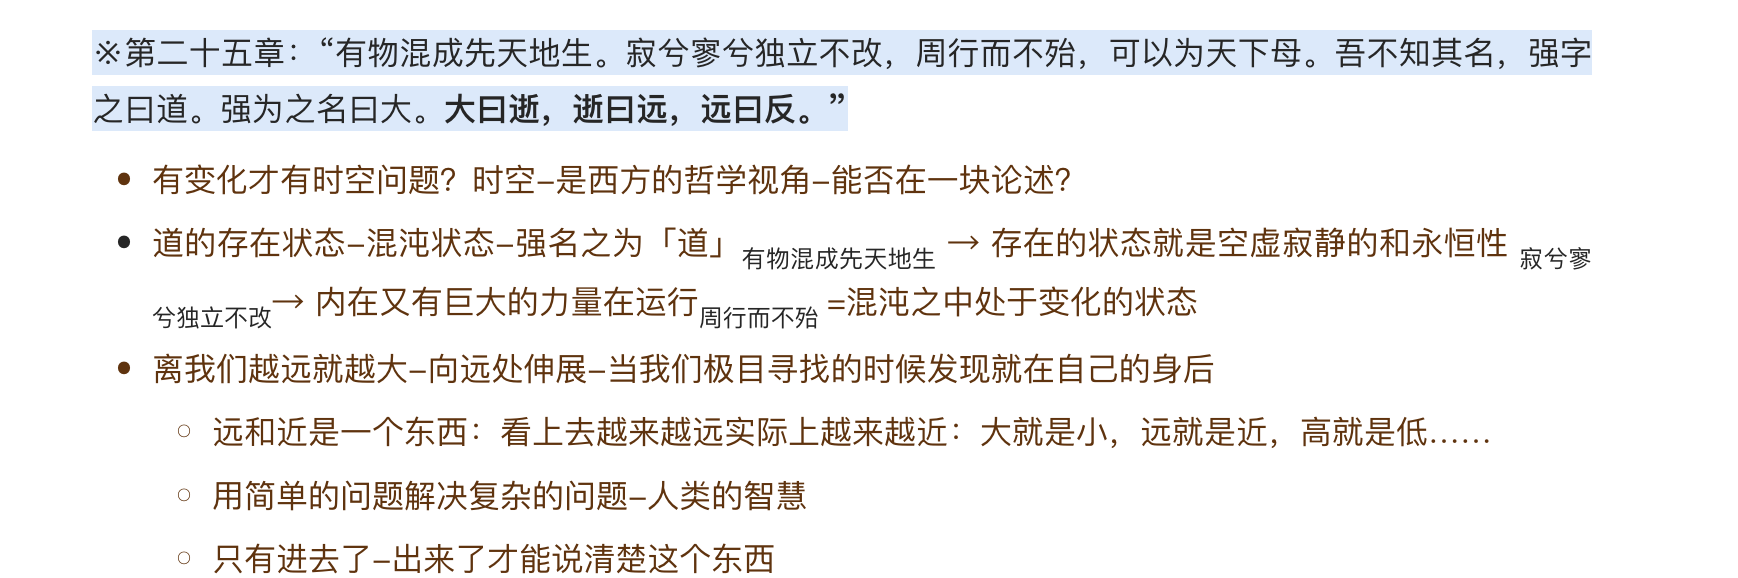 ※第二十五章：“有物混成先天地生。寂兮寥兮独立不改，周行而不殆，可以为天下母。吾不知其名，强字
之曰道。强为之名曰大。大曰逝，逝曰远，远曰反。”
• 有变化才有时空问题？时空–是西方的哲学视角–能否在一块论述？
• 道的存在状态–混沌状态–强名之为「道」有物混成先天地生 → 存在的状态就是空虚寂静的和永恒性 寂兮寥
兮独立不改→ 内在又有巨大的力量在运行周行而不殆 =混沌之中处于变化的状态
• 离我们越远就越大–向远处伸展–当我们极目寻找的时候发现就在自己的身后
◦ 远和近是一个东西：看上去越来越远实际上越来越近：大就是小，远就是近，高就是低……
◦ 用简单的问题解决复杂的问题–人类的智慧
◦ 只有进去了–出来了才能说清楚这个东西